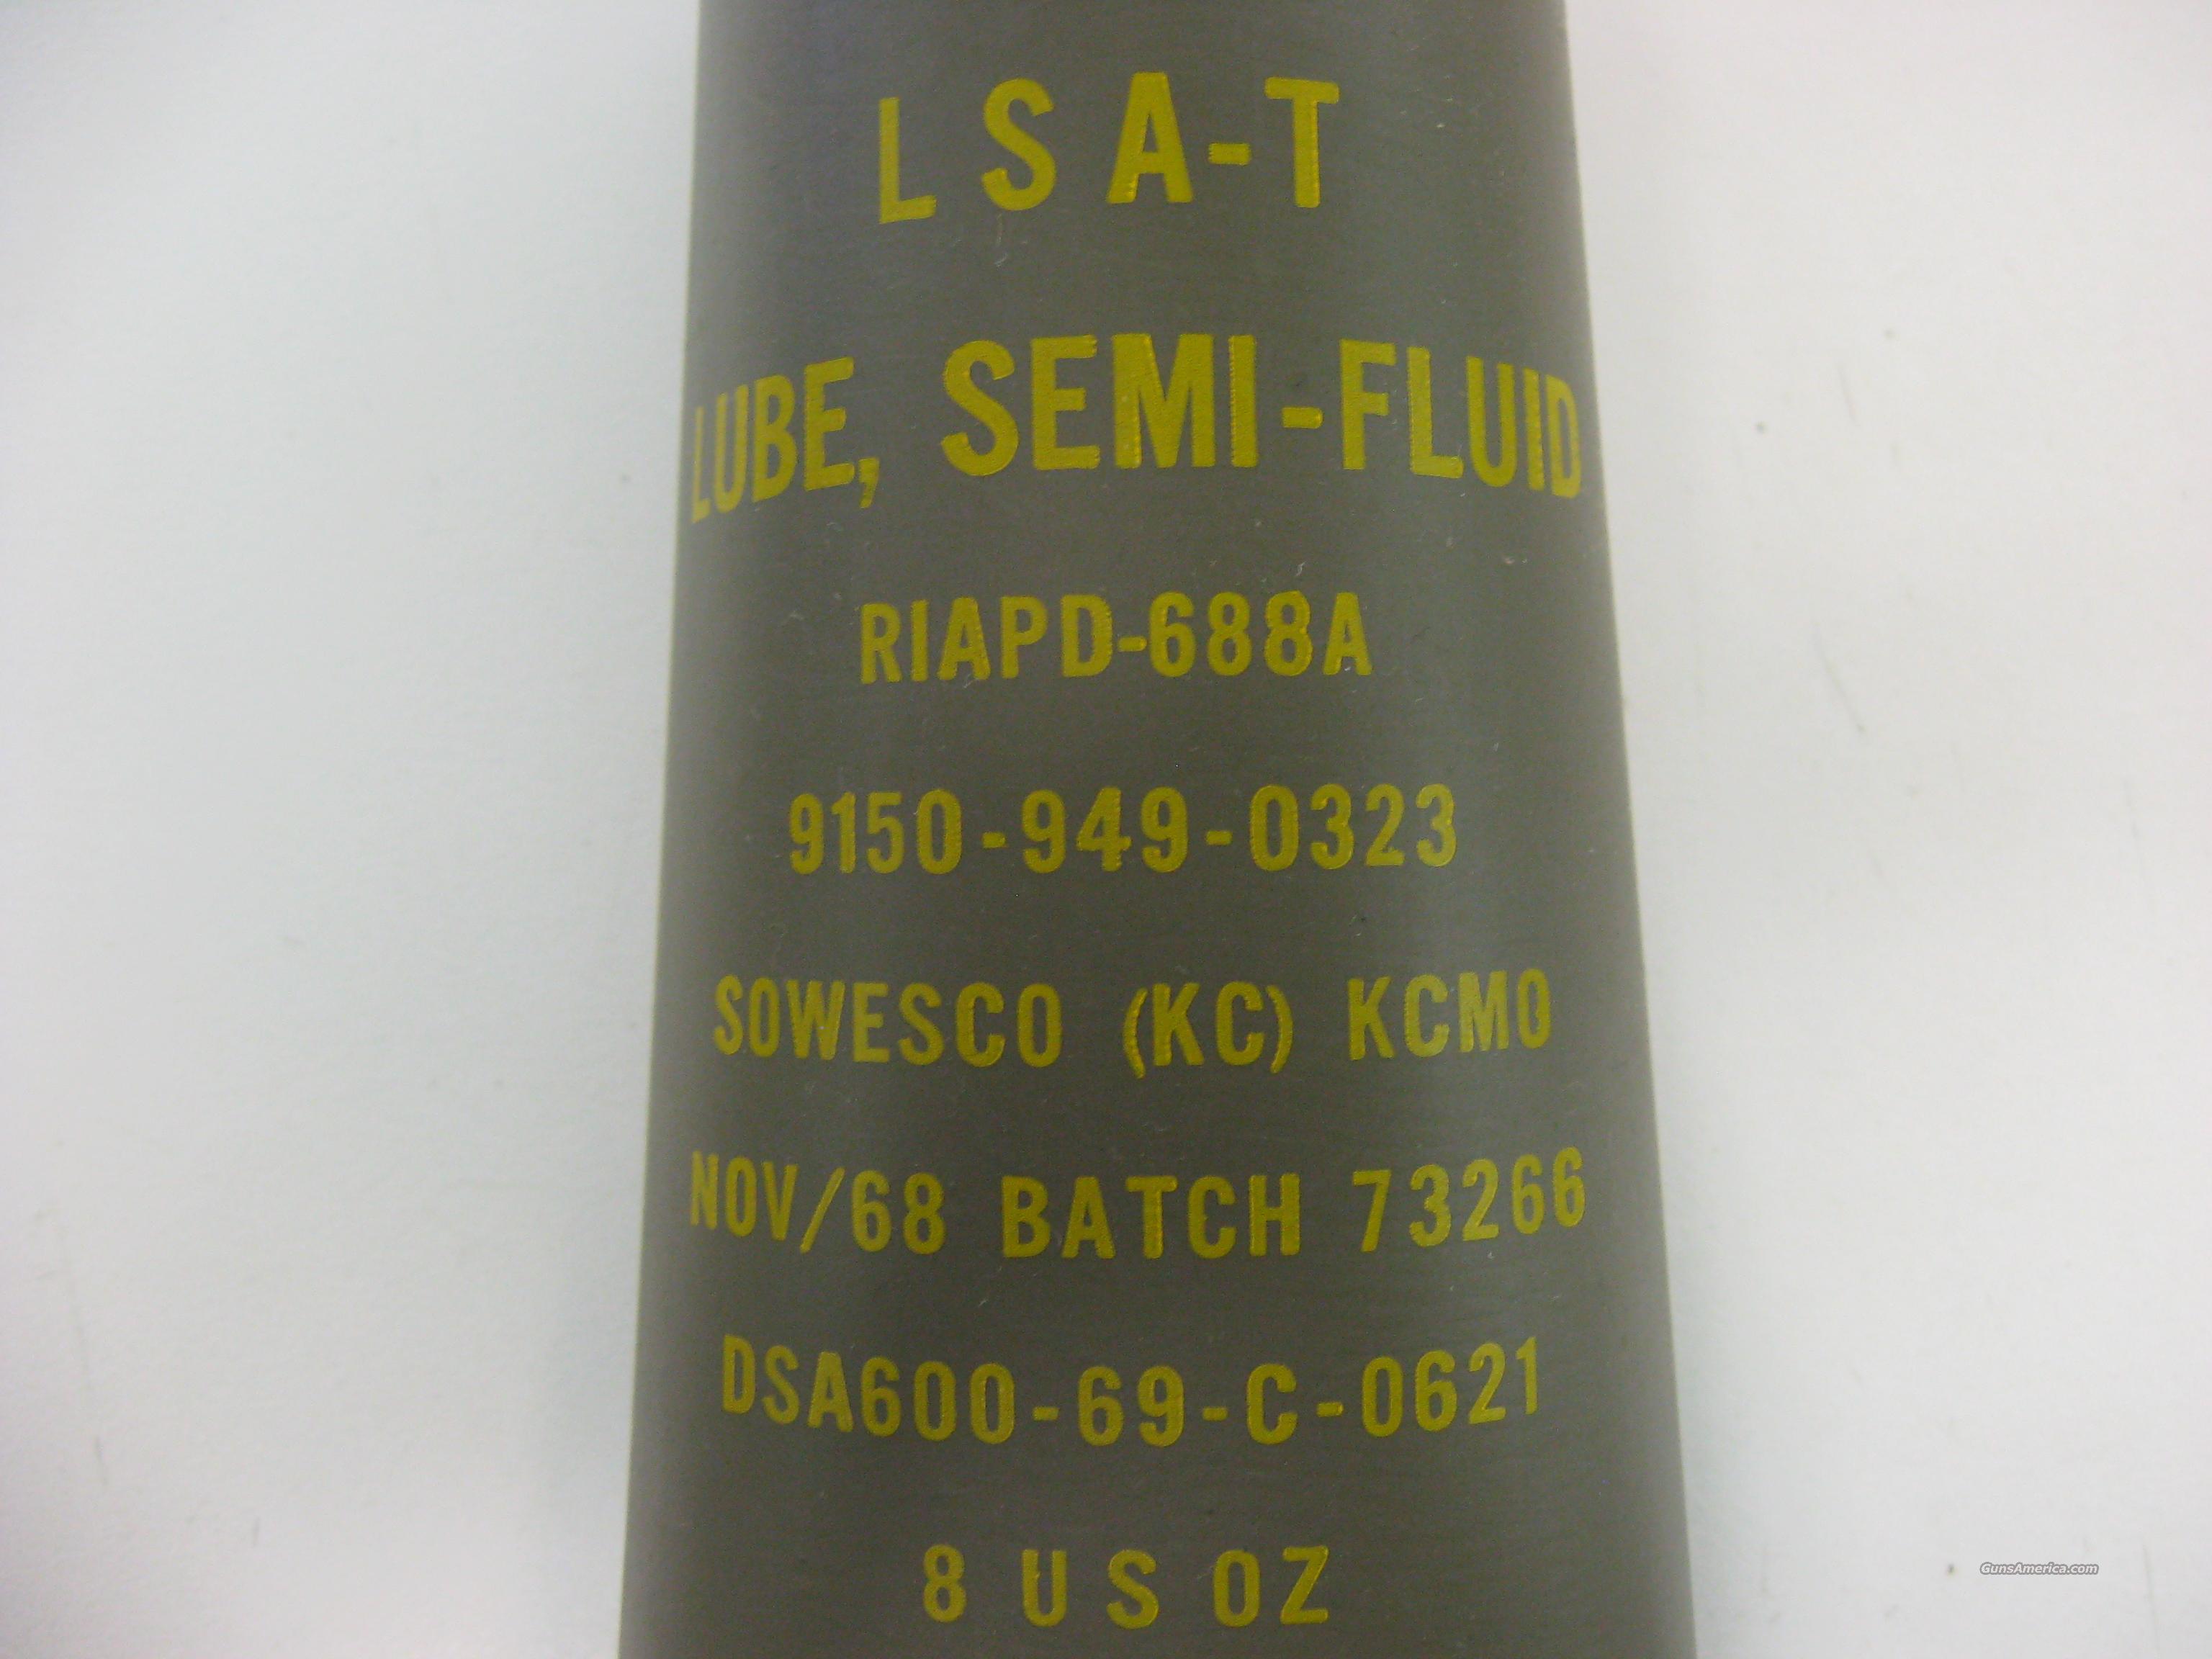 LSA-T
LUBE, SEMI-FLUID
RIAPD-688A
9150-949-0323
SOWESCO (KC) KCMO
NOV/68 BATCH 73266
DSA600-69-C-0621
8 US OZ
GunsAmerica.com